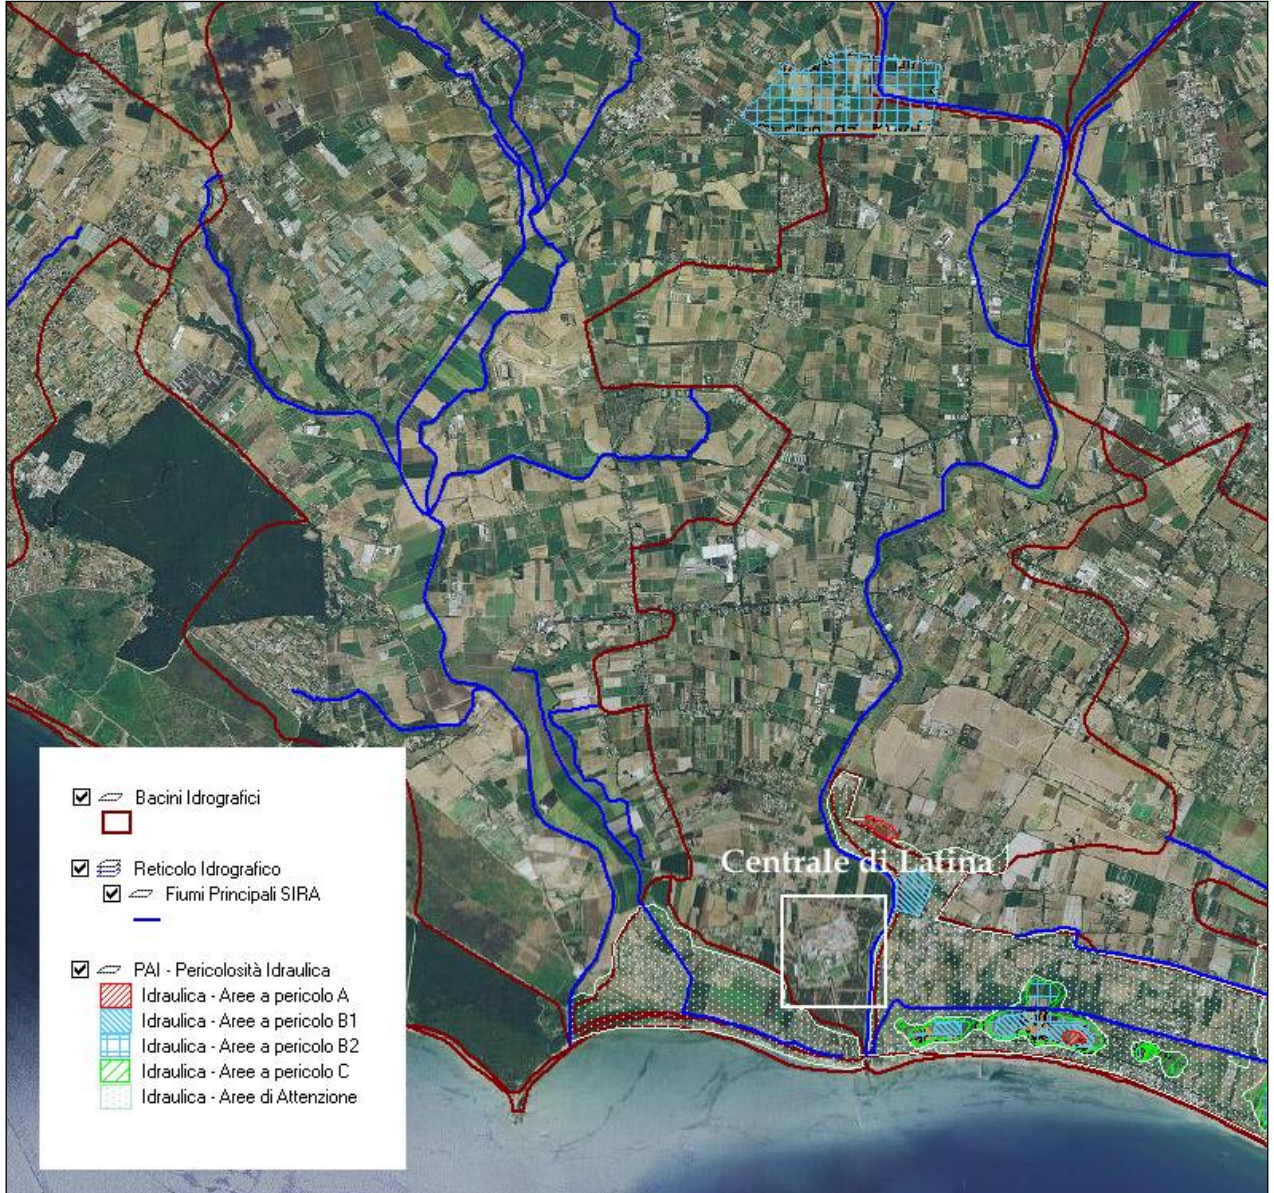 Centrale di Latina
Bacini Idrografici
Reticolo Idrografico
Fiumi Principali SIRA
PAI - Pericolosità Idraulica
Idraulica - Aree a pericolo A
Idraulica - Aree a pericolo B1
Idraulica - Aree a pericolo B2
Idraulica - Aree a pericolo C
Idraulica - Aree di Attenzione